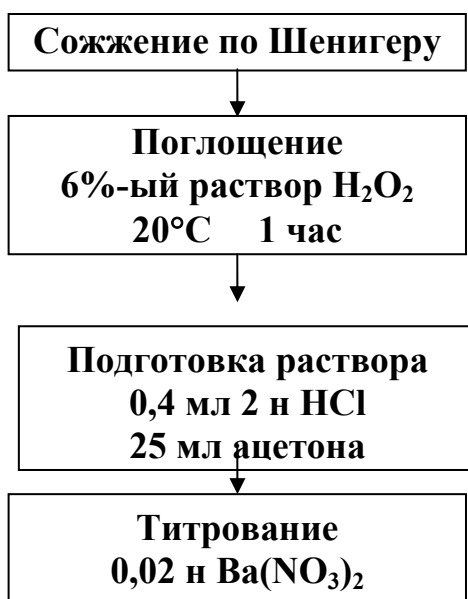 Сожжение по Шенигеру
Поглощение
6%-ый раствор H₂O₂
20°C 1 час
Подготовка раствора
0,4 мл 2 н HCl
25 мл ацетона
Титрование
0,02 н Ba(NO₃)₂